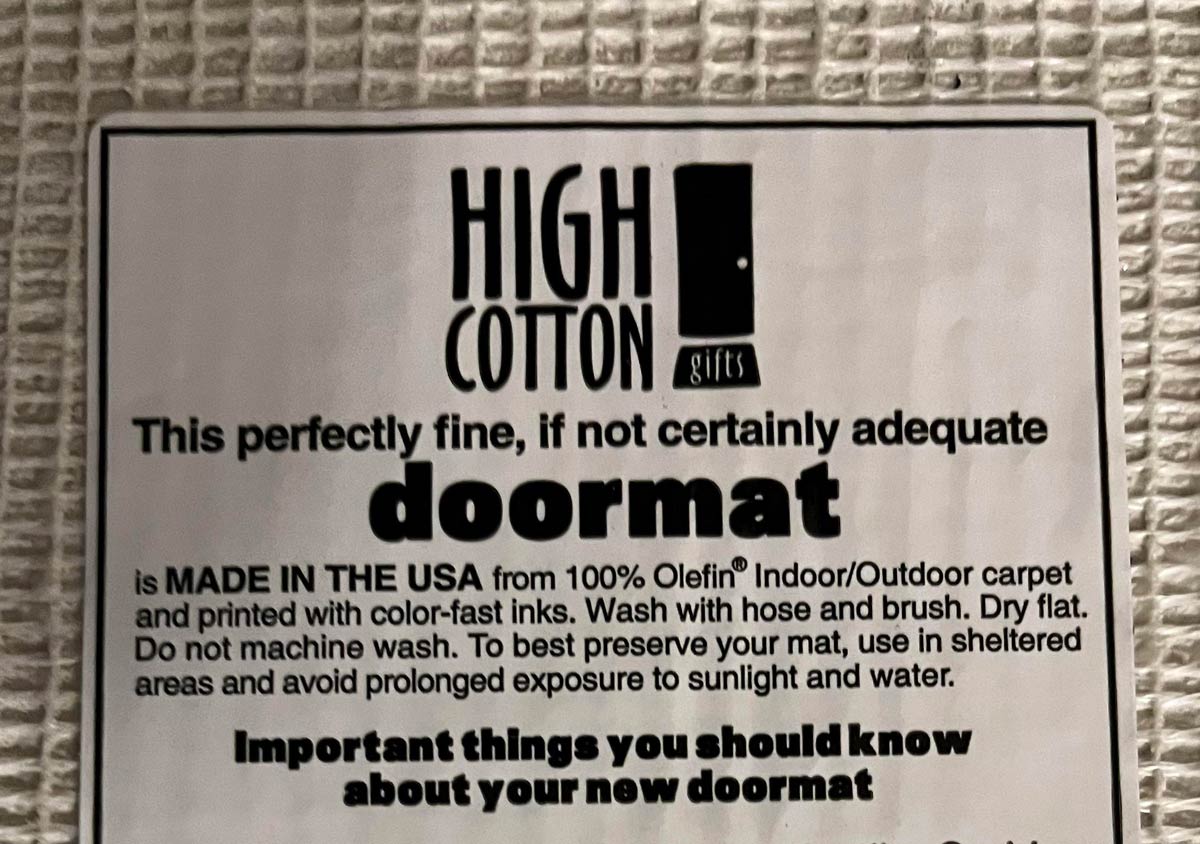 HIGH
COTTON
gifts
This perfectly fine, if not certainly adequate
doormat
is MADE IN THE USA from 100% Olefin® Indoor/Outdoor carpet
and printed with color-fast inks. Wash with hose and brush. Dry flat.
Do not machine wash. To best preserve your mat, use in sheltered
areas and avoid prolonged exposure to sunlight and water.
Important things you should know
about your new doormat